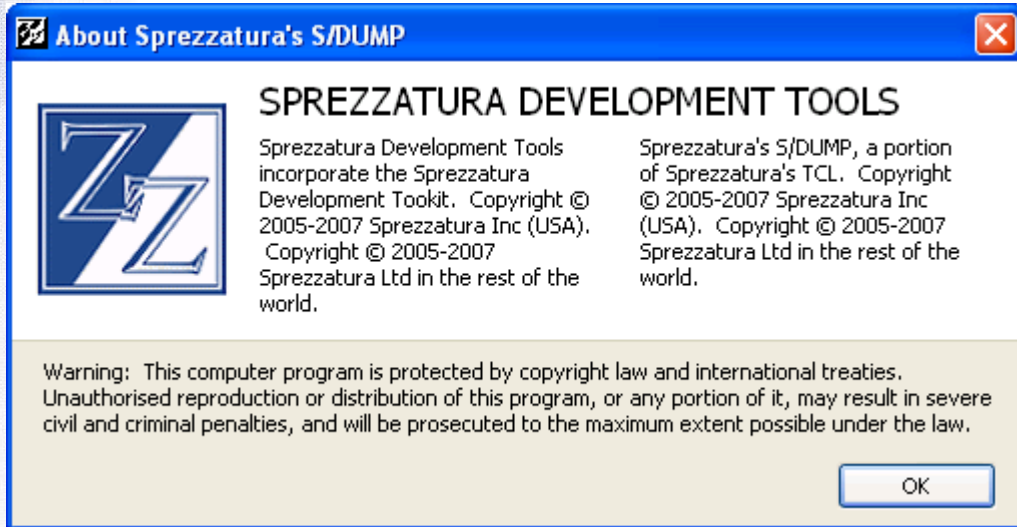 About Sprezzatura's S/DUMP
SPREZZATURA DEVELOPMENT TOOLS
Sprezzatura Development Tools
incorporate the Sprezzatura
Development Tookit. Copyright ©
2005-2007 Sprezzatura Inc (USA).
Copyright © 2005-2007
Sprezzatura Ltd in the rest of the
world.
Sprezzatura's S/DUMP, a portion
of Sprezzatura's TCL. Copyright
© 2005-2007 Sprezzatura Inc
(USA). Copyright © 2005-2007
Sprezzatura Ltd in the rest of the
world.
ZZ
Warning: This computer program is protected by copyright law and international treaties.
Unauthorised reproduction or distribution of this program, or any portion of it, may result in severe
civil and criminal penalties, and will be prosecuted to the maximum extent possible under the law.
OK